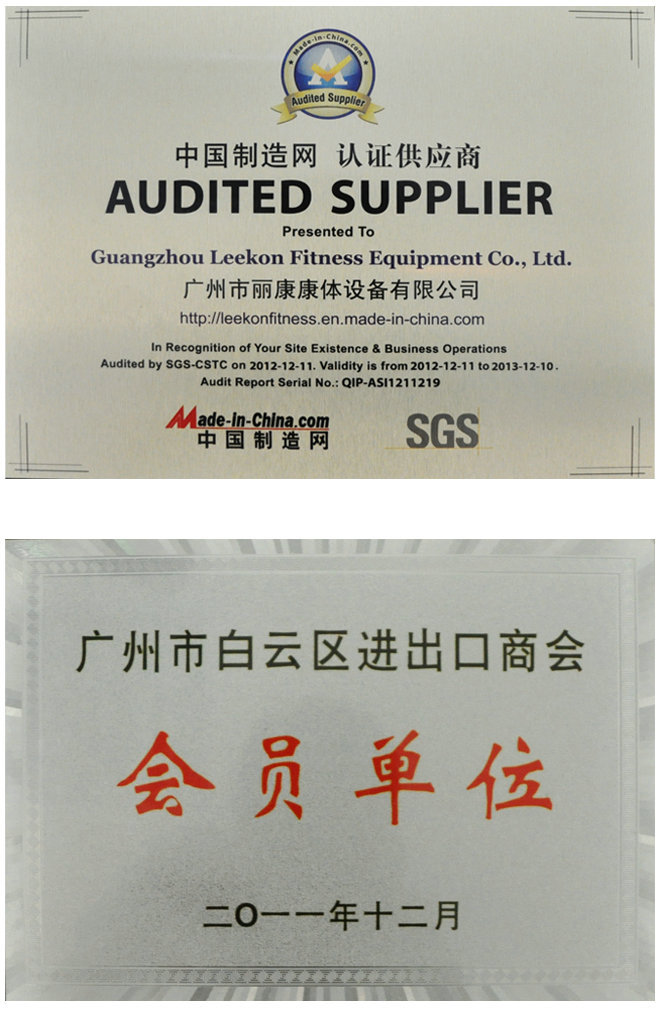 Made-in-China.com
Audited Supplier
中国制造网 认证供应商
AUDITED SUPPLIER
Presented To
Guangzhou Leekon Fitness Equipment Co., Ltd.
广州市丽康康体设备有限公司
http://leekonfitness.en.made-in-china.com
In Recognition of Your Site Existence & Business Operations
Audited by SGS-CSTC on 2012-12-11. Validity is from 2012-12-11 to 2013-12-10.
Audit Report Serial No.: QIP-ASI1211219
Made-in-China.com
中国制造网
SGS
广州市白云区进出口商会
会员单位
二O一一年十二月